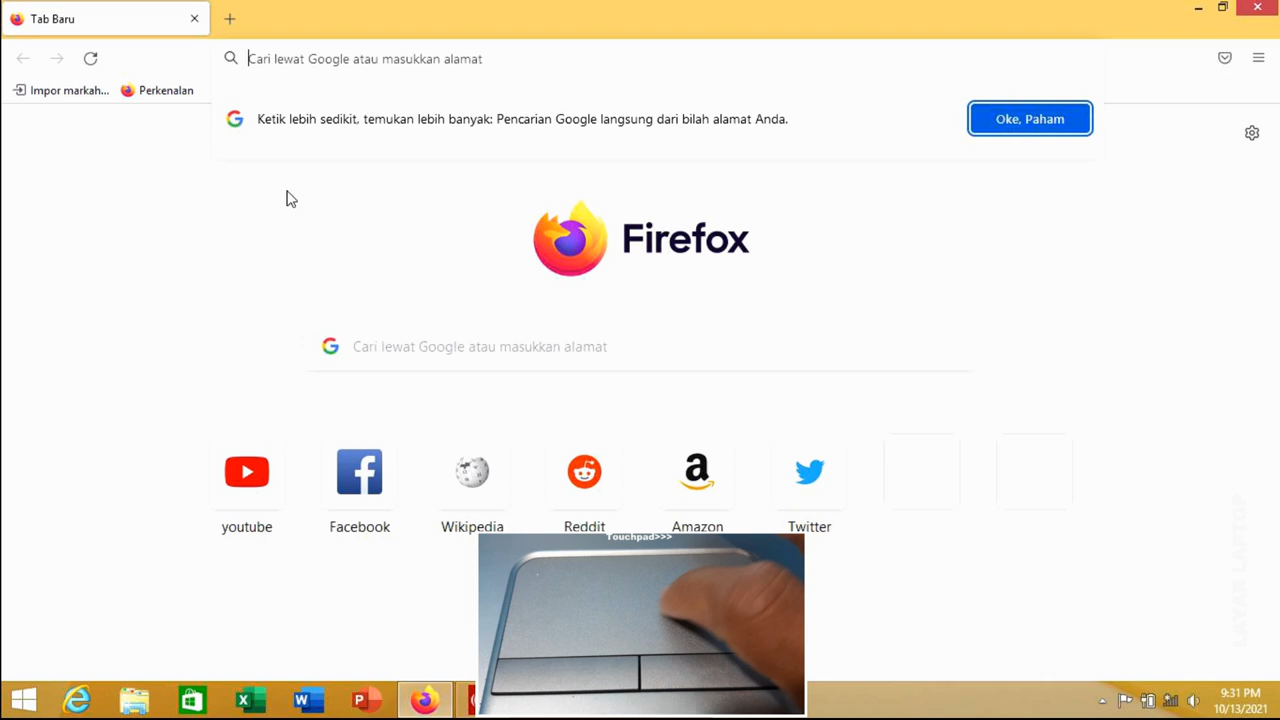 Tab Baru
Cari lewat Google atau masukkan alamat
Impor markah...
Perkenalan
Ketik lebih sedikit, temukan lebih banyak: Pencarian Google langsung dari bilah alamat Anda.
Oke, Paham
Firefox
Cari lewat Google atau masukkan alamat
youtube
Facebook
Wikipedia
Reddit
Amazon
Twitter
Touchpad>>>
LAYAR LAPTOP
9:31 PM
10/13/2021